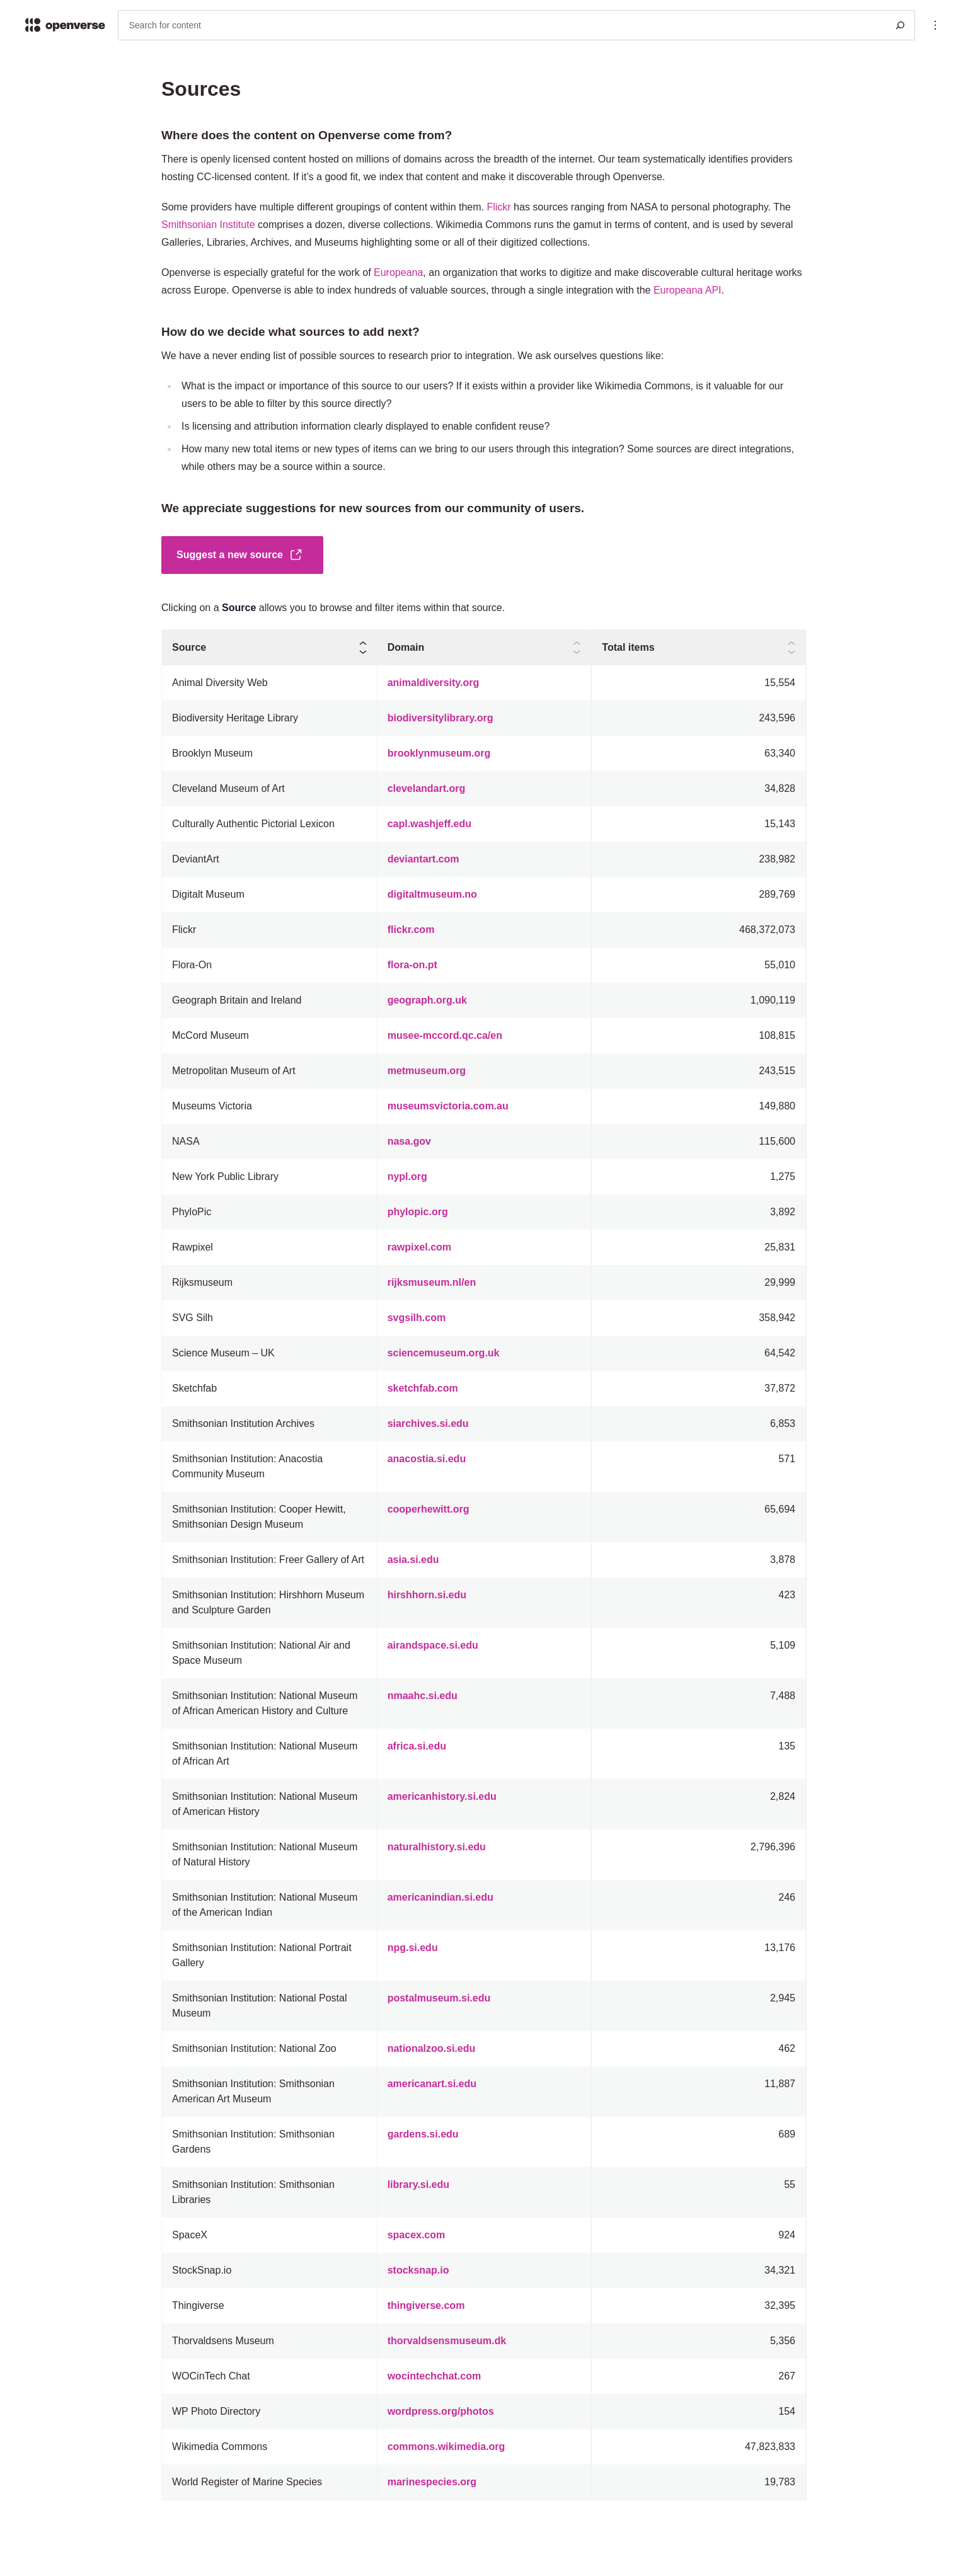 openverse
Search for content
Sources
Where does the content on Openverse come from?
There is openly licensed content hosted on millions of domains across the breadth of the internet. Our team systematically identifies providers
hosting CC-licensed content. If it's a good fit, we index that content and make it discoverable through Openverse.
Some providers have multiple different groupings of content within them. Flickr has sources ranging from NASA to personal photography. The
Smithsonian Institute comprises a dozen, diverse collections. Wikimedia Commons runs the gamut in terms of content, and is used by several
Galleries, Libraries, Archives, and Museums highlighting some or all of their digitized collections.
Openverse is especially grateful for the work of Europeana, an organization that works to digitize and make discoverable cultural heritage works
across Europe. Openverse is able to index hundreds of valuable sources, through a single integration with the Europeana API.
How do we decide what sources to add next?
We have a never ending list of possible sources to research prior to integration. We ask ourselves questions like:
What is the impact or importance of this source to our users? If it exists within a provider like Wikimedia Commons, is it valuable for our
users to be able to filter by this source directly?
Is licensing and attribution information clearly displayed to enable confident reuse?
How many new total items or new types of items can we bring to our users through this integration? Some sources are direct integrations,
while others may be a source within a source.
We appreciate suggestions for new sources from our community of users.
Suggest a new source
Clicking on a Source allows you to browse and filter items within that source.
Source Domain Total items
Animal Diversity Web animaldiversity.org 15,554
Biodiversity Heritage Library biodiversitylibrary.org 243,596
Brooklyn Museum brooklynmuseum.org 63,340
Cleveland Museum of Art clevelandart.org 34,828
Culturally Authentic Pictorial Lexicon capl.washjeff.edu 15,143
DeviantArt deviantart.com 238,982
Digitalt Museum digitaltmuseum.no 289,769
Flickr flickr.com 468,372,073
Flora-On flora-on.pt 55,010
Geograph Britain and Ireland geograph.org.uk 1,090,119
McCord Museum musee-mccord.qc.ca/en 108,815
Metropolitan Museum of Art metmuseum.org 243,515
Museums Victoria museumsvictoria.com.au 149,880
NASA nasa.gov 115,600
New York Public Library nypl.org 1,275
PhyloPic phylopic.org 3,892
Rawpixel rawpixel.com 25,831
Rijksmuseum rijksmuseum.nl/en 29,999
SVG Silh svgsilh.com 358,942
Science Museum – UK sciencemuseum.org.uk 64,542
Sketchfab sketchfab.com 37,872
Smithsonian Institution Archives siarchives.si.edu 6,853
Smithsonian Institution: Anacostia anacostia.si.edu 571
Community Museum
Smithsonian Institution: Cooper Hewitt, cooperhewitt.org 65,694
Smithsonian Design Museum
Smithsonian Institution: Freer Gallery of Art asia.si.edu 3,878
Smithsonian Institution: Hirshhorn Museum hirshhorn.si.edu 423
and Sculpture Garden
Smithsonian Institution: National Air and airandspace.si.edu 5,109
Space Museum
Smithsonian Institution: National Museum nmaahc.si.edu 7,488
of African American History and Culture
Smithsonian Institution: National Museum africa.si.edu 135
of African Art
Smithsonian Institution: National Museum americanhistory.si.edu 2,824
of American History
Smithsonian Institution: National Museum naturalhistory.si.edu 2,796,396
of Natural History
Smithsonian Institution: National Museum americanindian.si.edu 246
of the American Indian
Smithsonian Institution: National Portrait npg.si.edu 13,176
Gallery
Smithsonian Institution: National Postal postalmuseum.si.edu 2,945
Museum
Smithsonian Institution: National Zoo nationalzoo.si.edu 462
Smithsonian Institution: Smithsonian americanart.si.edu 11,887
American Art Museum
Smithsonian Institution: Smithsonian gardens.si.edu 689
Gardens
Smithsonian Institution: Smithsonian library.si.edu 55
Libraries
SpaceX spacex.com 924
StockSnap.io stocksnap.io 34,321
Thingiverse thingiverse.com 32,395
Thorvaldsens Museum thorvaldsensmuseum.dk 5,356
WOCinTech Chat wocintechchat.com 267
WP Photo Directory wordpress.org/photos 154
Wikimedia Commons commons.wikimedia.org 47,823,833
World Register of Marine Species marinespecies.org 19,783